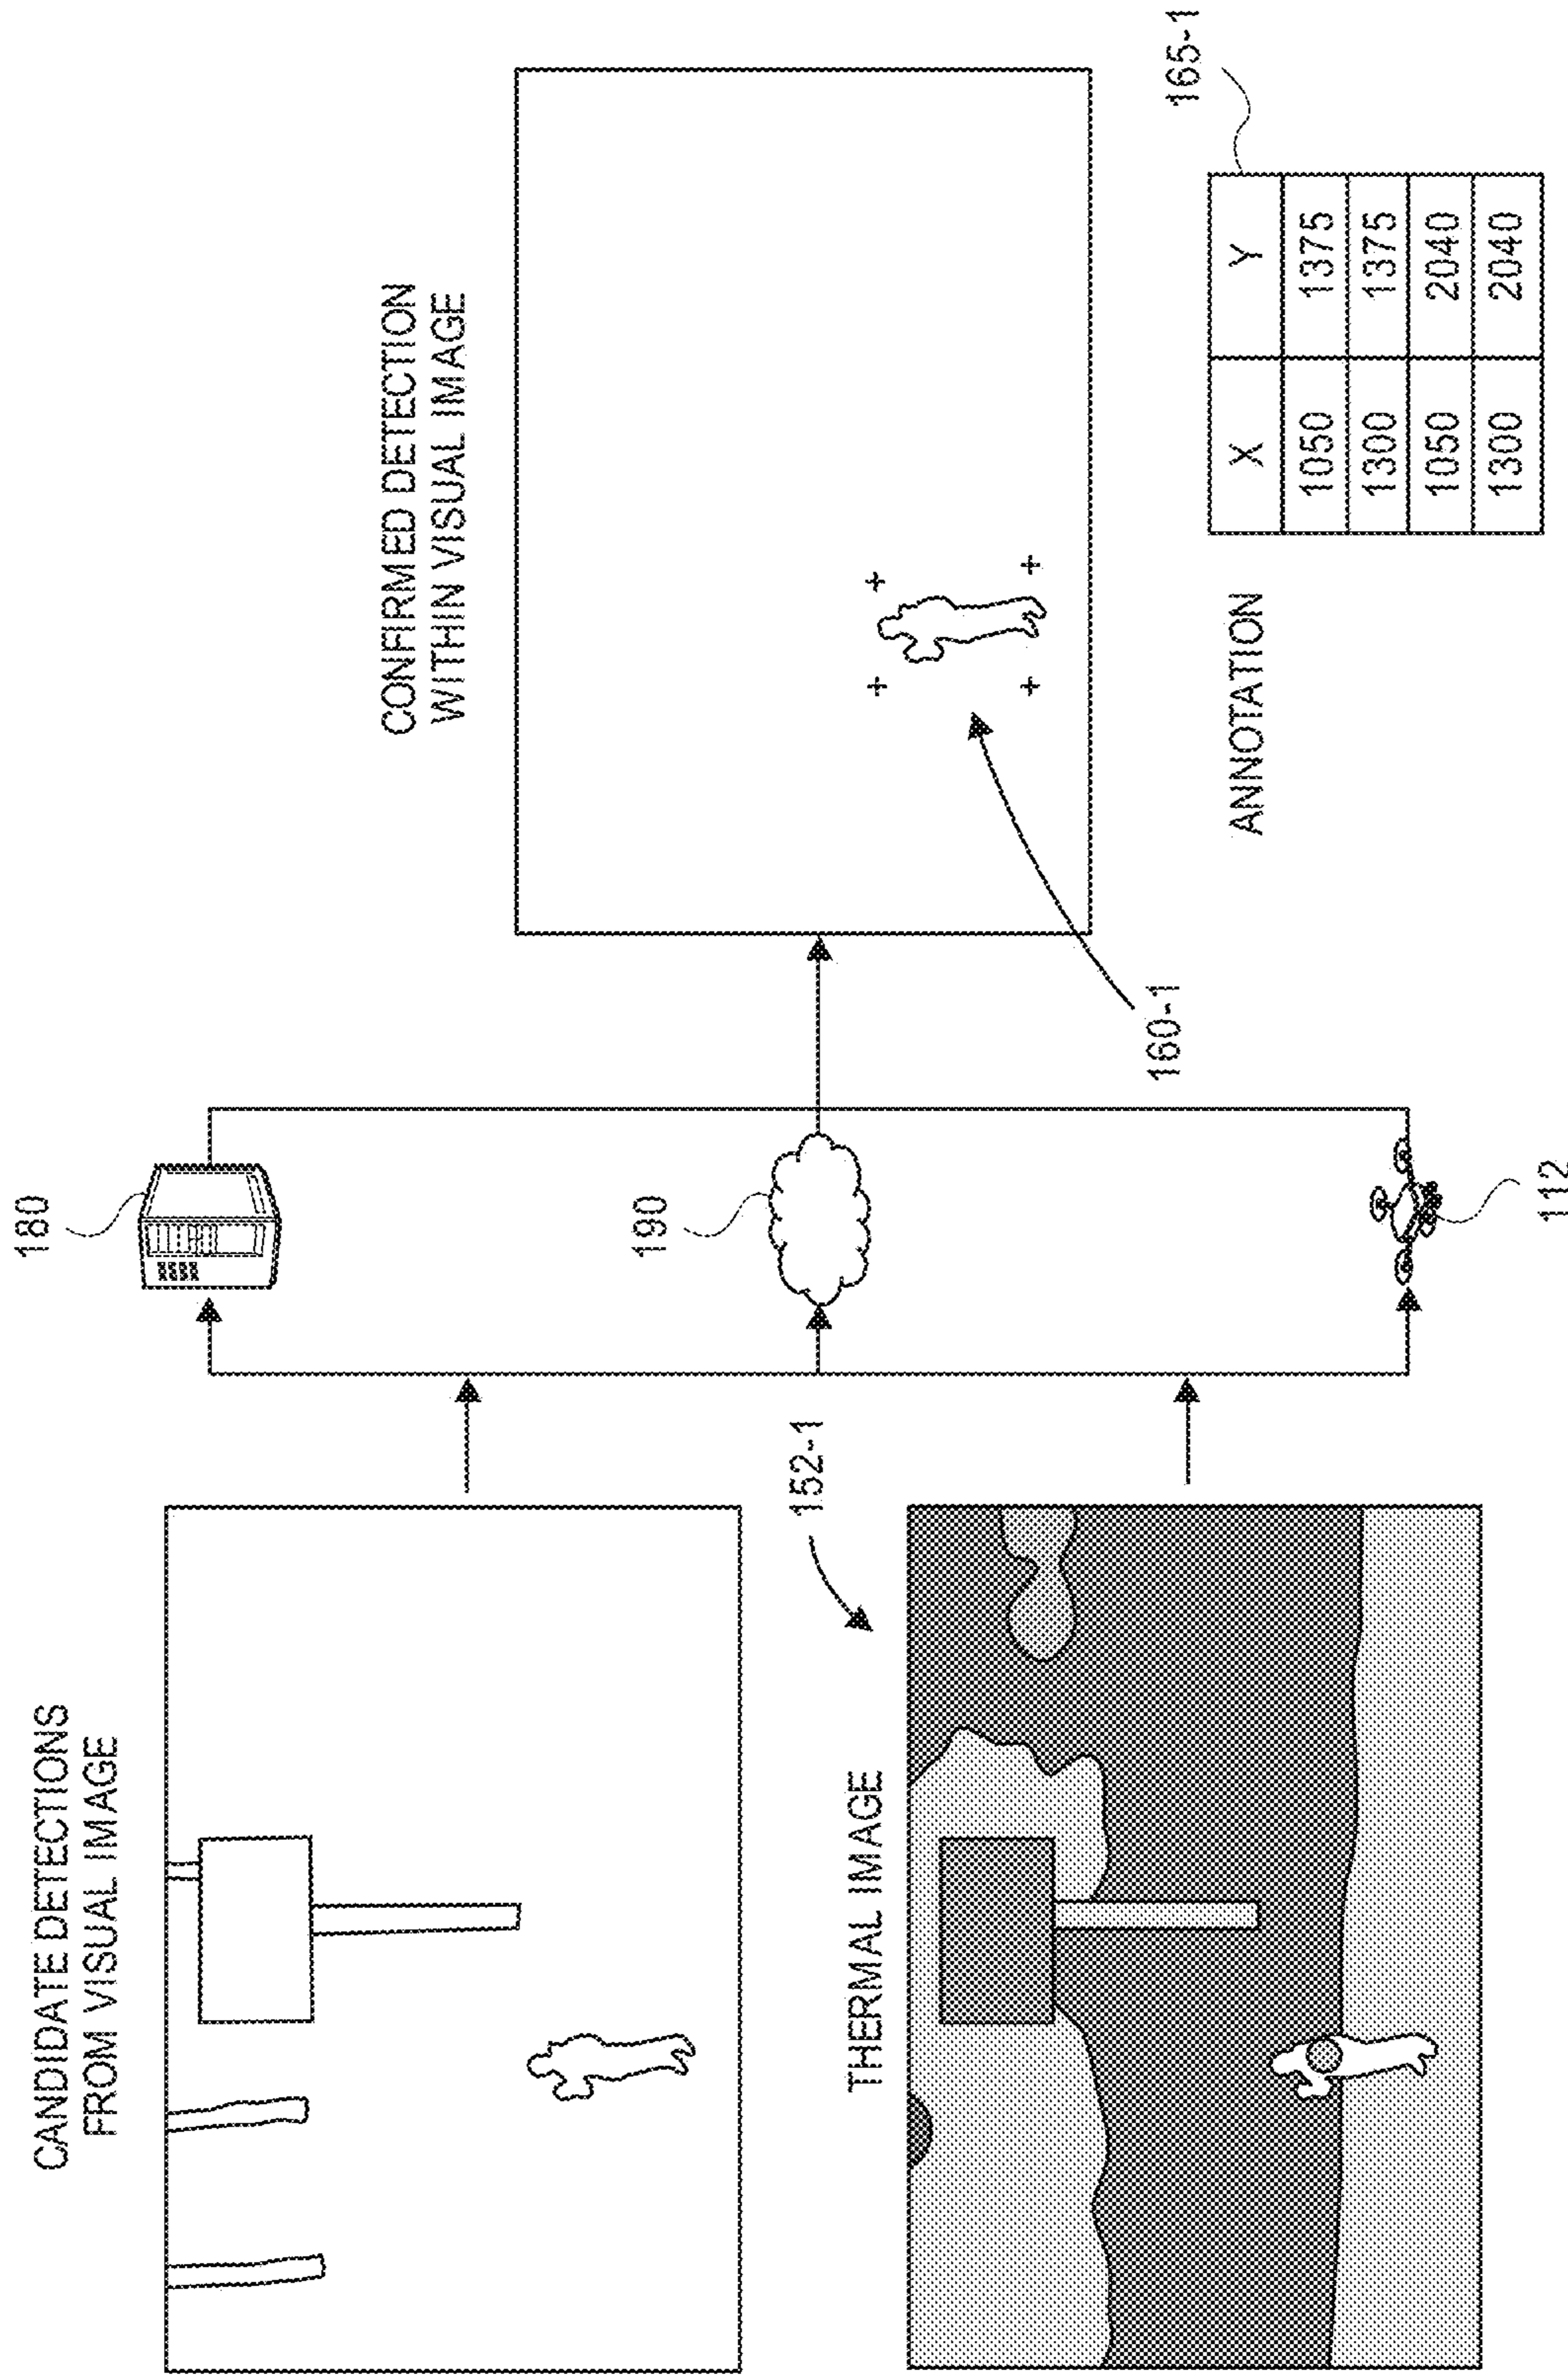 CANDIDATE DETECTIONS
FROM VISUAL IMAGE
180
CONFIRMED DETECTION
WITHIN VISUAL IMAGE
190
152-1
THERMAL IMAGE
160-1
112
ANNOTATION
165-1
X Y
1050 1375
1300 1375
1050 2040
1300 2040